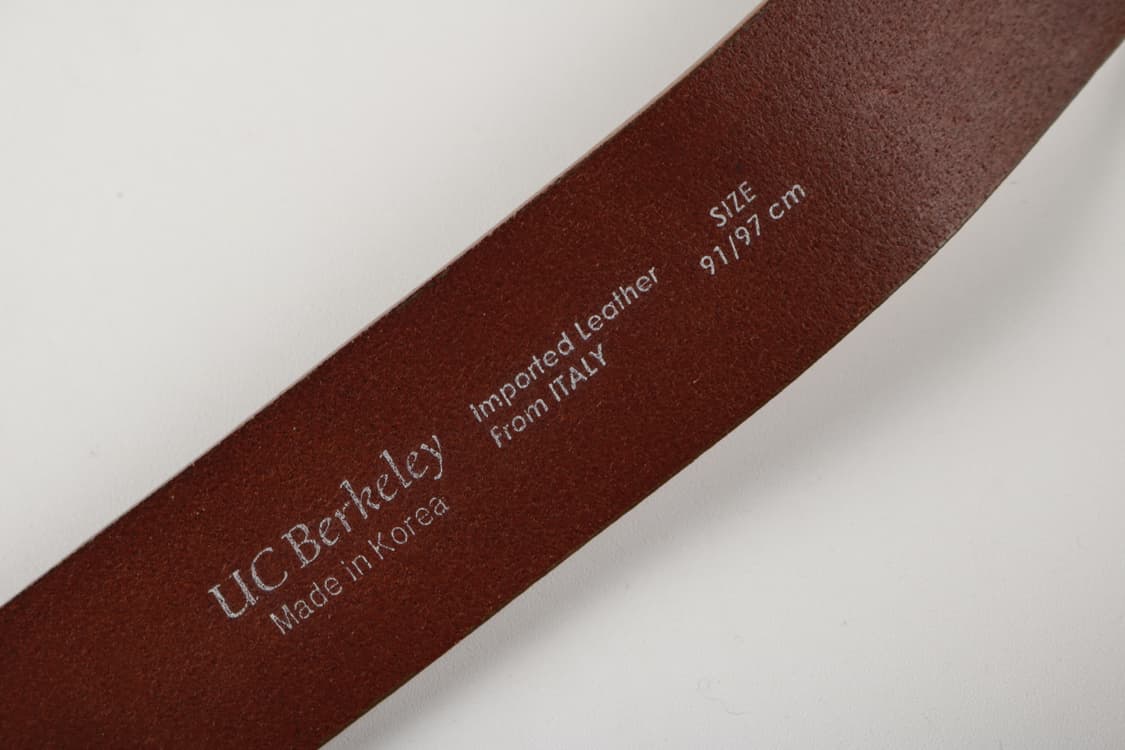 UC Berkeley
Made in Korea
Imported Leather
From ITALY
SIZE
91/97 cm